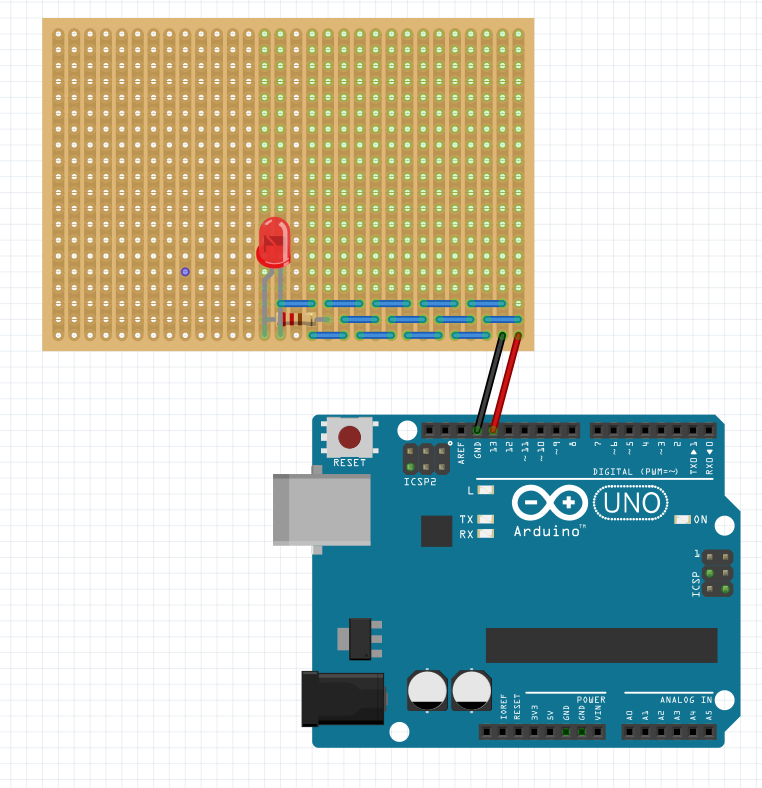 RESET
ICSP2
AREF
GND
13
12
~11
~10
~9
8
7
~6
~5
4
~3
2
TX0▶1
RX0◀0
DIGITAL (PWM=~)
L
TX
RX
Arduino™
UNO
ON
1
ICSP
POWER
ANALOG IN
IOREF
RESET
3V3
5V
GND
GND
VIN
A0
A1
A2
A3
A4
A5